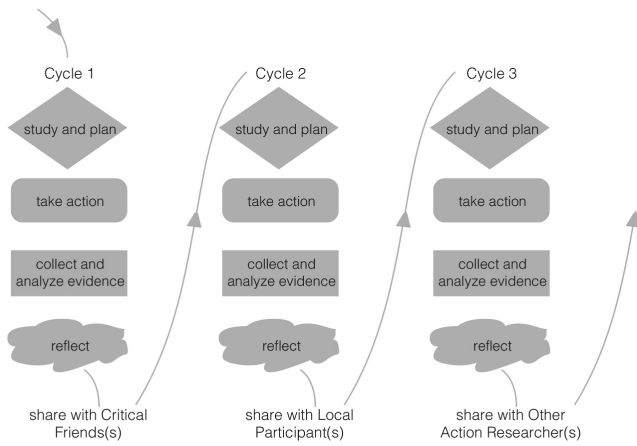 Cycle 1
study and plan
take action
collect and
analyze evidence
reflect
share with Critical
Friends(s)
Cycle 2
study and plan
take action
collect and
analyze evidence
reflect
share with Local
Participant(s)
Cycle 3
study and plan
take action
collect and
analyze evidence
reflect
share with Other
Action Researcher(s)